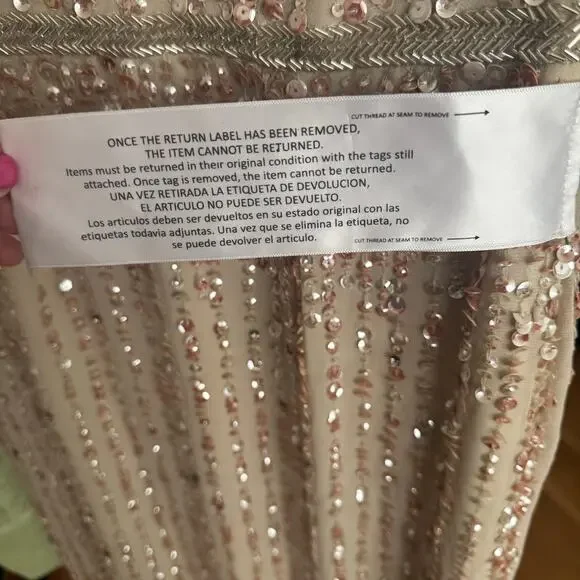 CUT THREAD AT SEAM TO REMOVE
ONCE THE RETURN LABEL HAS BEEN REMOVED,
THE ITEM CANNOT BE RETURNED.
Items must be returned in their original condition with the tags still
attached. Once tag is removed, the item cannot be returned.
UNA VEZ RETIRADA LA ETIQUETA DE DEVOLUCION,
EL ARTICULO NO PUEDE SER DEVUELTO.
Los articulos deben ser devueltos en su estado original con las
etiquetas todavia adjuntas. Una vez que se elimina la etiqueta, no
se puede devolver el articulo.
CUT THREAD AT SEAM TO REMOVE